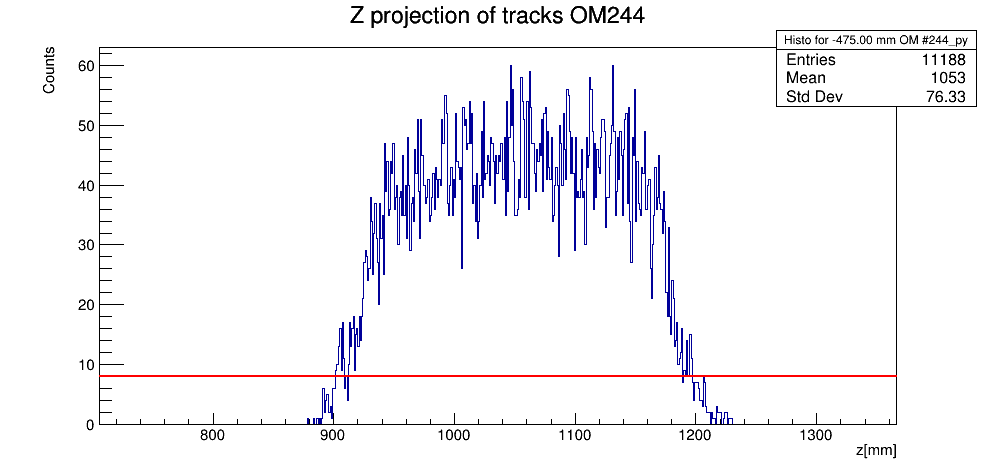 Z projection of tracks OM244
Histo for -475.00 mm OM #244_py
Entries 11188
Mean 1053
Std Dev 76.33
Counts
60
50
40
30
20
10
0
800 900 1000 1100 1200 1300
z[mm]